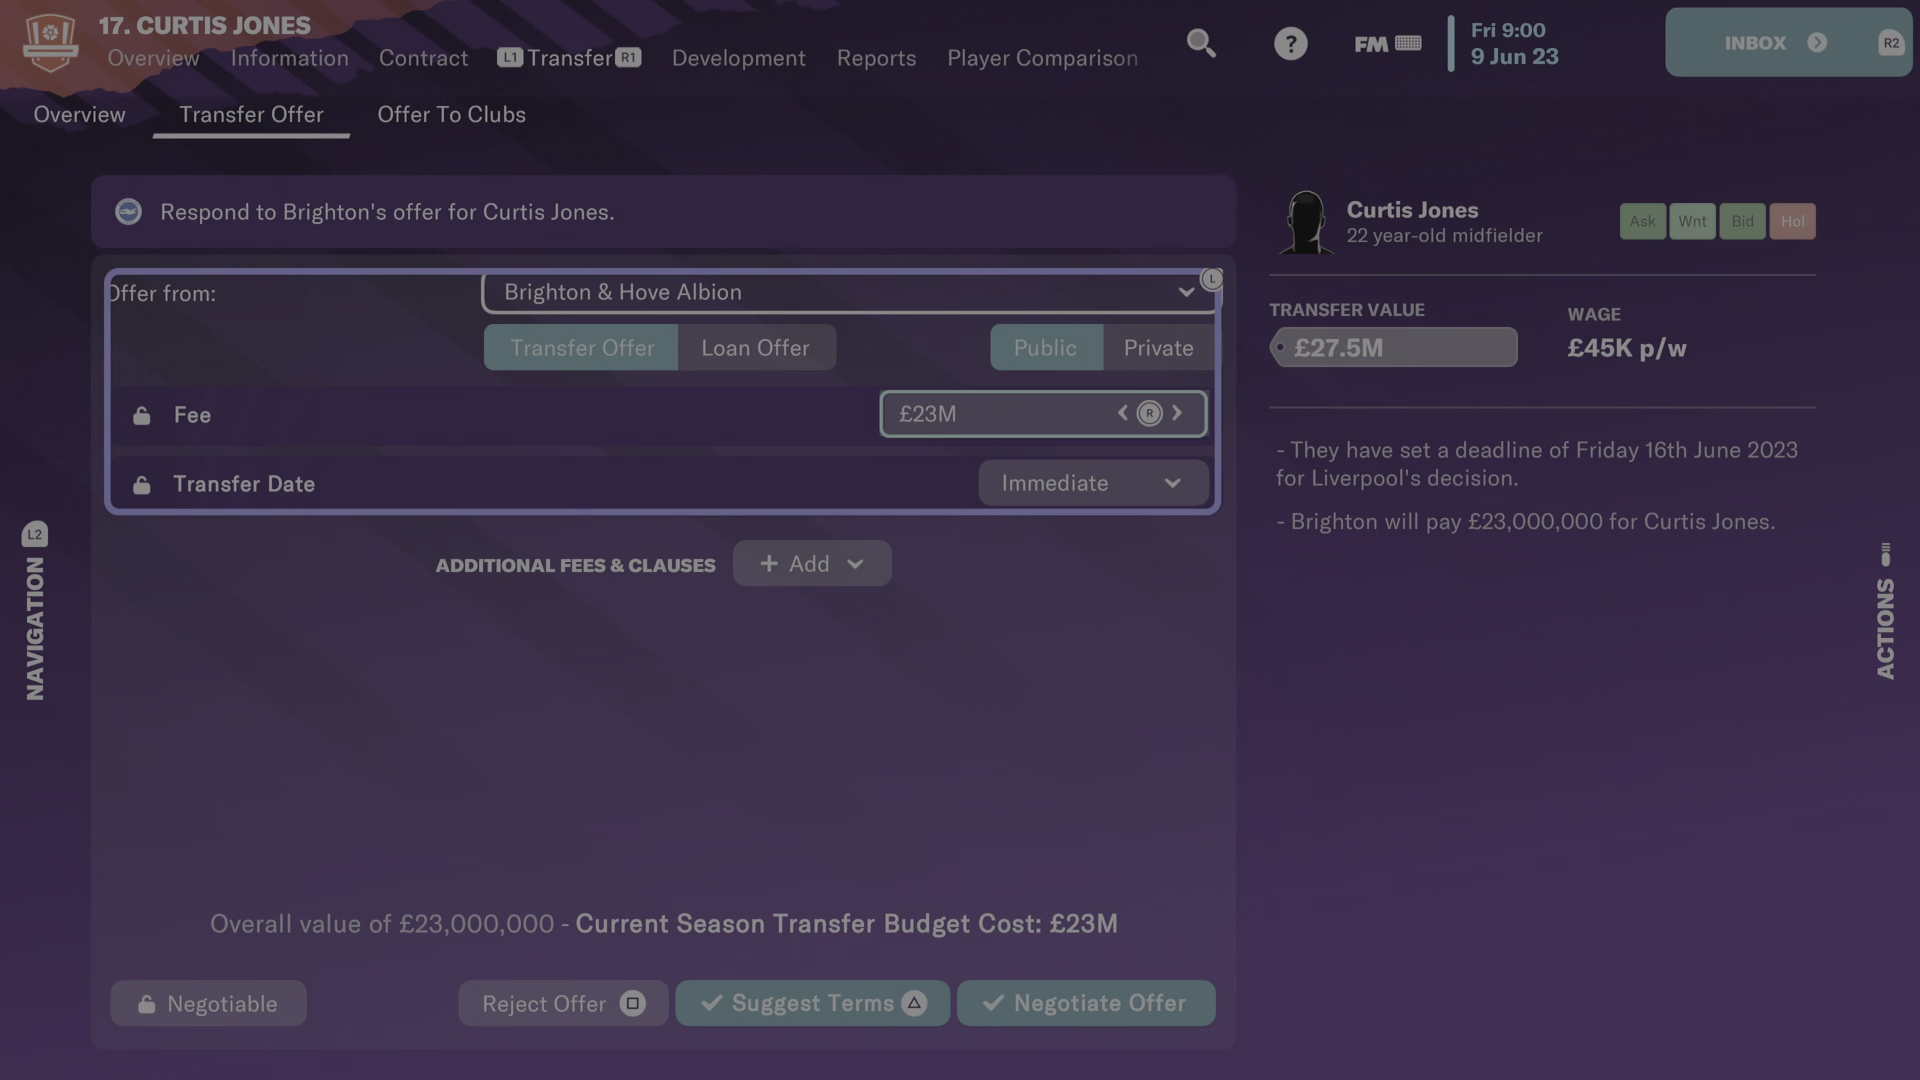 17. CURTIS JONES
Overview Information Contract L1 Transfer R1 Development Reports Player Comparison
? FM Fri 9:00
9 Jun 23
INBOX R2
Overview Transfer Offer Offer To Clubs
Respond to Brighton's offer for Curtis Jones.
Offer from: Brighton & Hove Albion L
Transfer Offer Loan Offer Public Private
Fee £23M R
Transfer Date Immediate
ADDITIONAL FEES & CLAUSES + Add
Overall value of £23,000,000 - Current Season Transfer Budget Cost: £23M
Negotiable Reject Offer Suggest Terms Negotiate Offer
Curtis Jones
22 year-old midfielder
Ask Wnt Bid Hol
TRANSFER VALUE WAGE
£27.5M £45K p/w
- They have set a deadline of Friday 16th June 2023
for Liverpool's decision.
- Brighton will pay £23,000,000 for Curtis Jones.
L2
NAVIGATION
ACTIONS